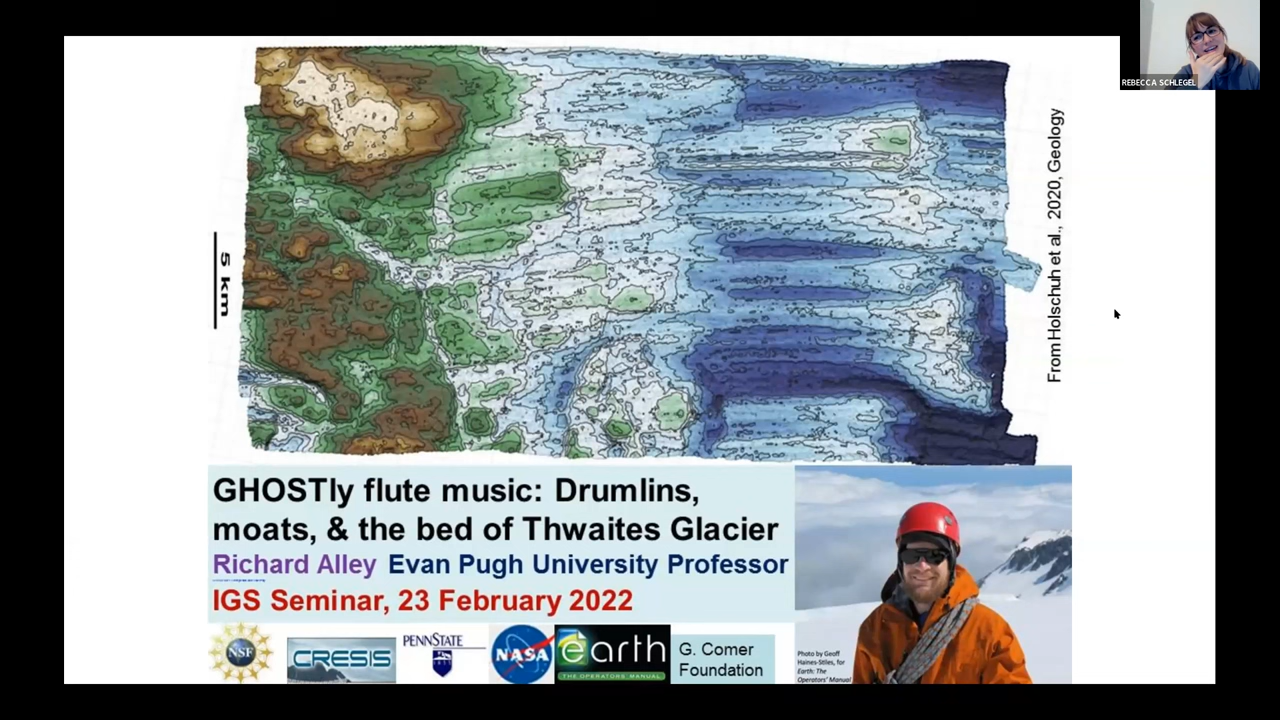 REBECCA SCHLEGEL
From Holschuh et al., 2020, Geology
5 km
GHOSTly flute music: Drumlins,
moats, & the bed of Thwaites Glacier
Richard Alley Evan Pugh University Professor
IGS Seminar, 23 February 2022
NSF
CRESIS
PENNSTATE
1855
NASA
earth
THE OPERATORS' MANUAL
G. Comer
Foundation
Photo by Geoff
Haines-Stiles, for
Earth: The
Operators' Manual